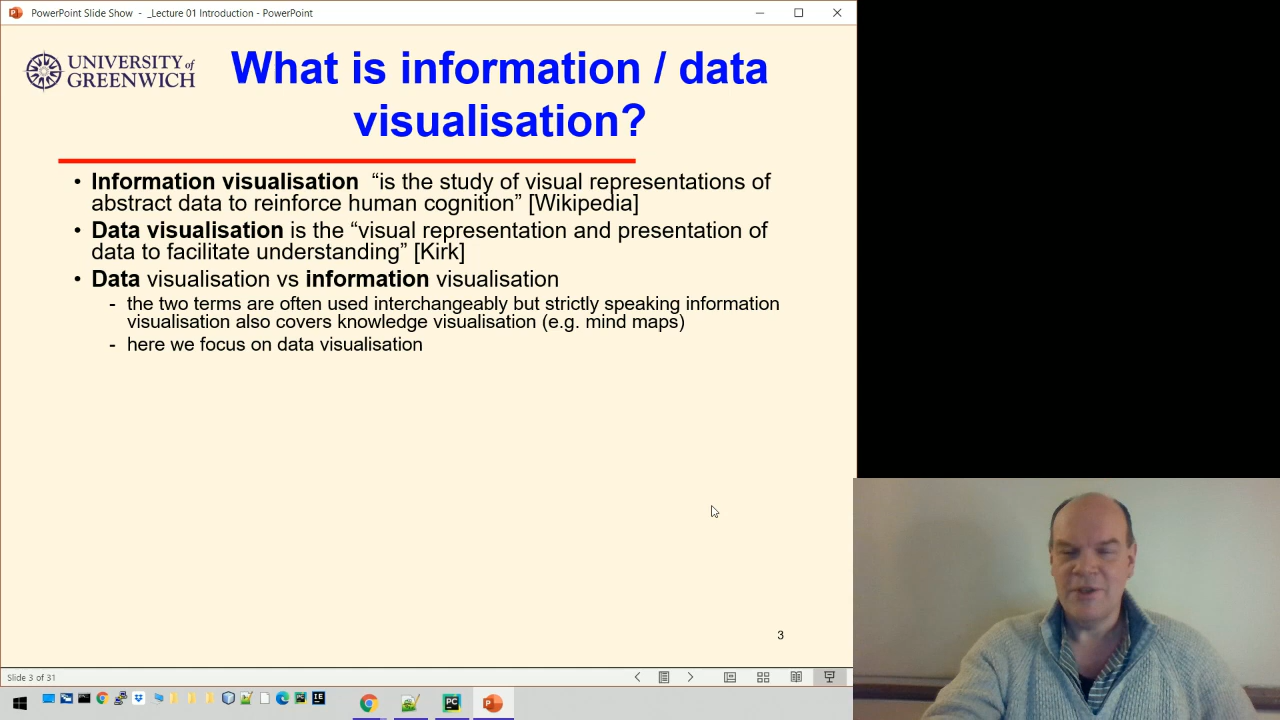 PowerPoint Slide Show - _Lecture 01 Introduction - PowerPoint
UNIVERSITY of
GREENWICH
What is information / data
visualisation?
• Information visualisation “is the study of visual representations of
abstract data to reinforce human cognition” [Wikipedia]
• Data visualisation is the “visual representation and presentation of
data to facilitate understanding” [Kirk]
• Data visualisation vs information visualisation
- the two terms are often used interchangeably but strictly speaking information
visualisation also covers knowledge visualisation (e.g. mind maps)
- here we focus on data visualisation
3
Slide 3 of 31